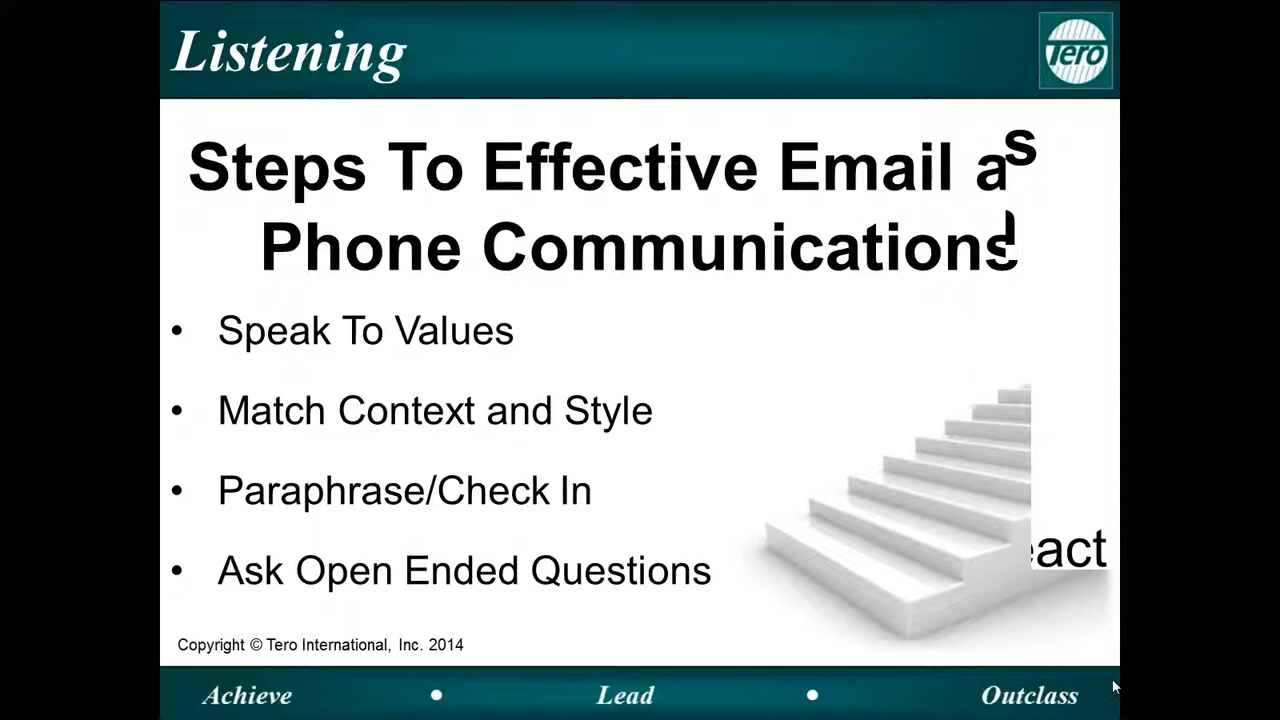 Listening
Tero
Steps To Effective Email a
s
Phone Communications
• Speak To Values
• Match Context and Style
• Paraphrase/Check In
• Ask Open Ended Questions
eact
Copyright © Tero International, Inc. 2014
Achieve • Lead • Outclass